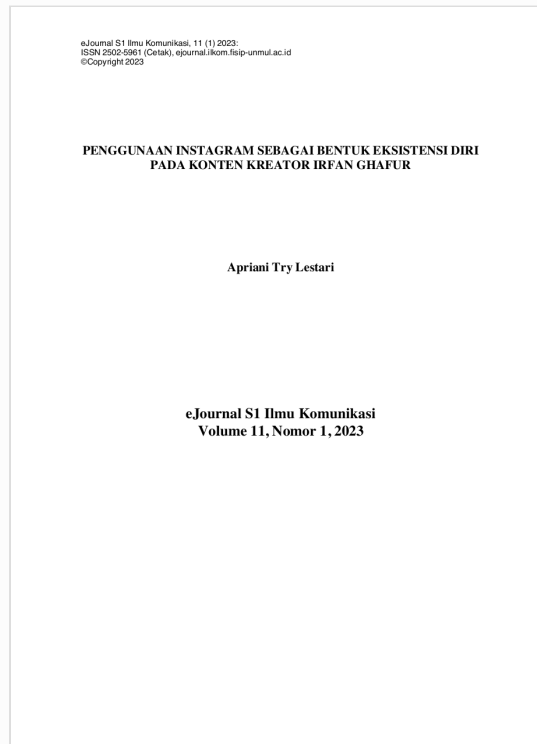 eJournal S1 Ilmu Komunikasi, 11 (1) 2023:
ISSN 2502-5961 (Cetak), ejournal.ilkom.fisip-unmul.ac.id
©Copyright 2023
PENGGUNAAN INSTAGRAM SEBAGAI BENTUK EKSISTENSI DIRI
PADA KONTEN KREATOR IRFAN GHAFUR
Apriani Try Lestari
eJournal S1 Ilmu Komunikasi
Volume 11, Nomor 1, 2023